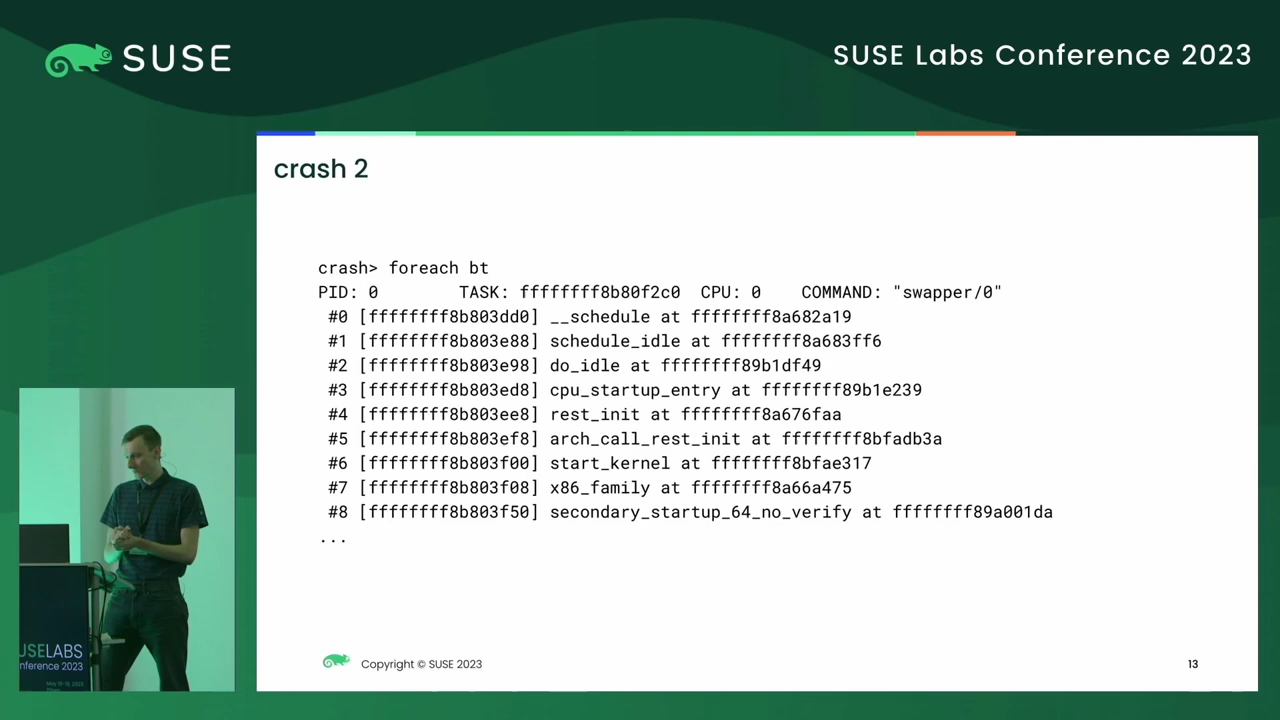 SUSE
SUSE Labs Conference 2023
crash 2
crash> foreach bt
PID: 0        TASK: ffffffff8b80f2c0  CPU: 0    COMMAND: "swapper/0"
 #0 [ffffffff8b803dd0] __schedule at ffffffff8a682a19
 #1 [ffffffff8b803e88] schedule_idle at ffffffff8a683ff6
 #2 [ffffffff8b803e98] do_idle at ffffffff89b1df49
 #3 [ffffffff8b803ed8] cpu_startup_entry at ffffffff89b1e239
 #4 [ffffffff8b803ee8] rest_init at ffffffff8a676faa
 #5 [ffffffff8b803ef8] arch_call_rest_init at ffffffff8bfadb3a
 #6 [ffffffff8b803f00] start_kernel at ffffffff8bfae317
 #7 [ffffffff8b803f08] x86_family at ffffffff8a66a475
 #8 [ffffffff8b803f50] secondary_startup_64_no_verify at ffffffff89a001da
...
USELABS
nference 2023
Copyright © SUSE 2023
13